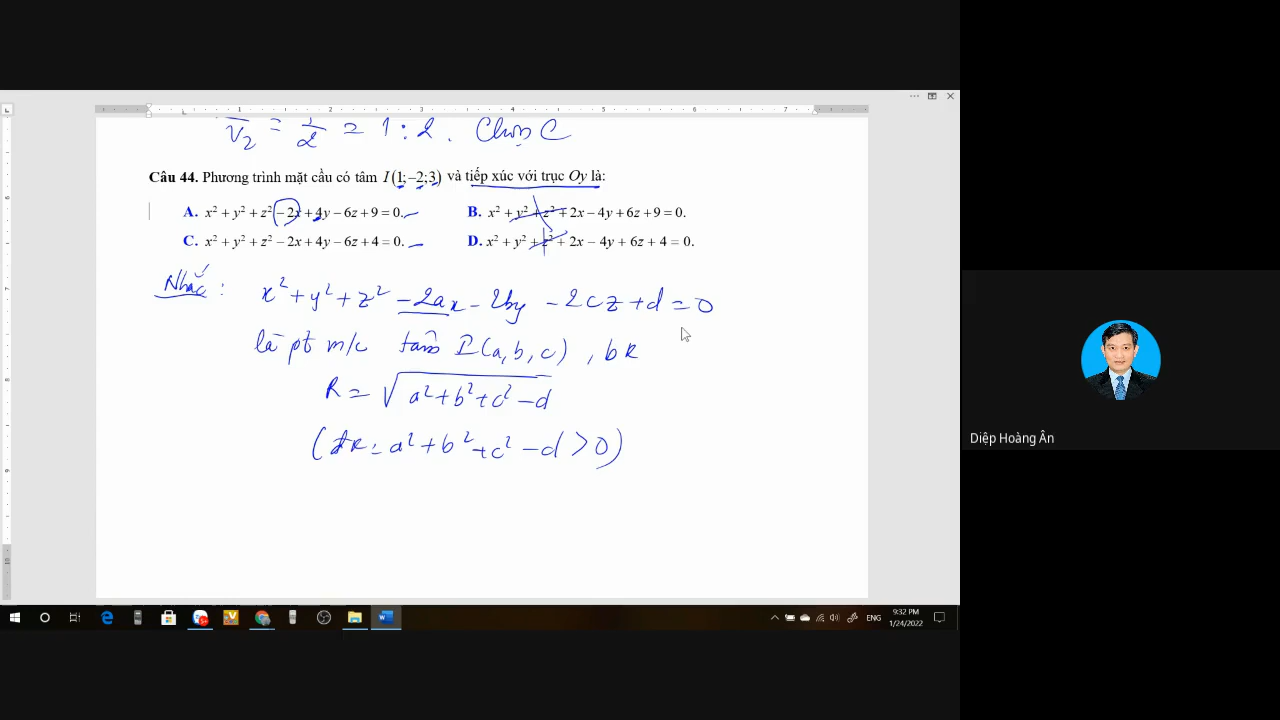 V₂ = 1/2 = 1 : 2. Chọn C
Câu 44. Phương trình mặt cầu có tâm I(1;−2;3) và tiếp xúc với trục Oy là:
A. x² + y² + z² − 2x + 4y − 6z + 9 = 0. B. x² + y² + z² + 2x − 4y + 6z + 9 = 0.
C. x² + y² + z² − 2x + 4y − 6z + 4 = 0. D. x² + y² + z² + 2x − 4y + 6z + 4 = 0.
Nhắc : x² + y² + z² − 2ax − 2by − 2cz + d = 0
là pt m/c tâm I(a, b, c) , bk
R = √(a² + b² + c² − d)
(đk: a² + b² + c² − d > 0)
Diệp Hoàng Ân
ENG
9:32 PM
1/24/2022